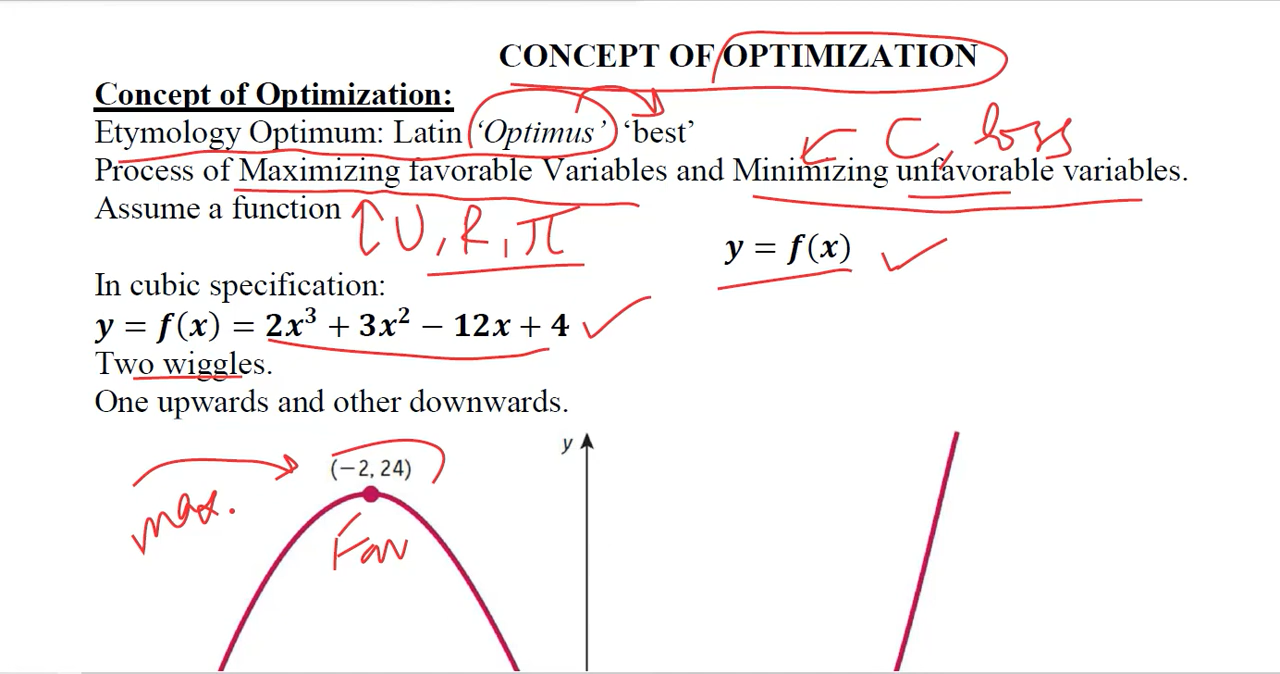 CONCEPT OF OPTIMIZATION
Concept of Optimization:
Etymology Optimum: Latin ‘Optimus’ ‘best’
C, loss
Process of Maximizing favorable Variables and Minimizing unfavorable variables.
Assume a function
↑U, R, π
y = f(x)
In cubic specification:
y = f(x) = 2x³ + 3x² − 12x + 4
Two wiggles.
One upwards and other downwards.
y
(−2, 24)
max.
Fav